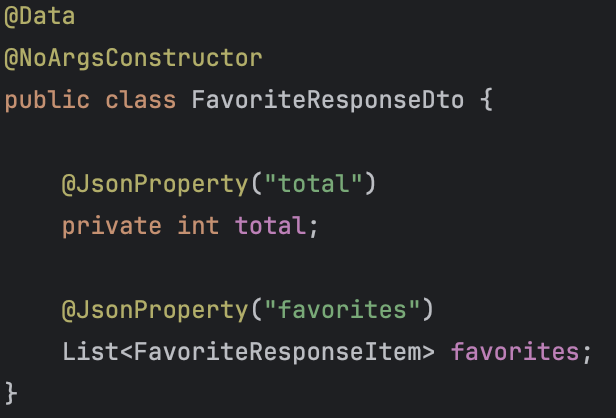 @Data
@NoArgsConstructor
public class FavoriteResponseDto {
@JsonProperty("total")
private int total;
@JsonProperty("favorites")
List<FavoriteResponseItem> favorites;
}